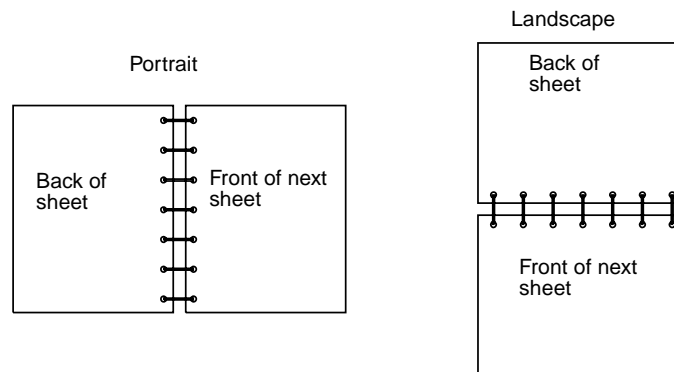 Portrait
Back of
sheet
Front of next
sheet
Landscape
Back of
sheet
Front of next
sheet